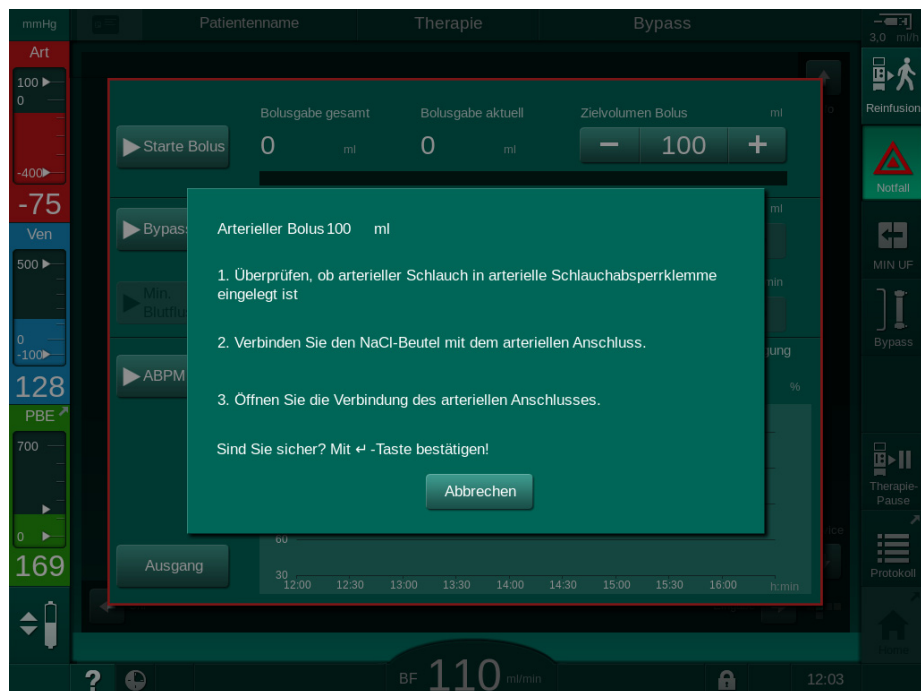 mmHg
Patientenname
Therapie
Bypass
3,0 ml/h
Art
100
0
-400
-75
Ven
500
0
-100
128
PBE
700
0
169
Bolusgabe gesamt
Bolusgabe aktuell
Zielvolumen Bolus
ml
Starte Bolus
0 ml
0 ml
− 100 +
ml
Bypass
Min.
Blutflu
min
ABPM
%
Arterieller Bolus 100 ml
1. Überprüfen, ob arterieller Schlauch in arterielle Schlauchabsperrklemme
eingelegt ist
2. Verbinden Sie den NaCl-Beutel mit dem arteriellen Anschluss.
3. Öffnen Sie die Verbindung des arteriellen Anschlusses.
Sind Sie sicher? Mit ↵ -Taste bestätigen!
Abbrechen
60
30
12:00 12:30 13:00 13:30 14:00 14:30 15:00 15:30 16:00 h:min
Ausgang
Reinfusion
Notfall
MIN UF
Bypass
Therapie-
Pause
Protokoll
Home
?
BF 110 ml/min
12:03